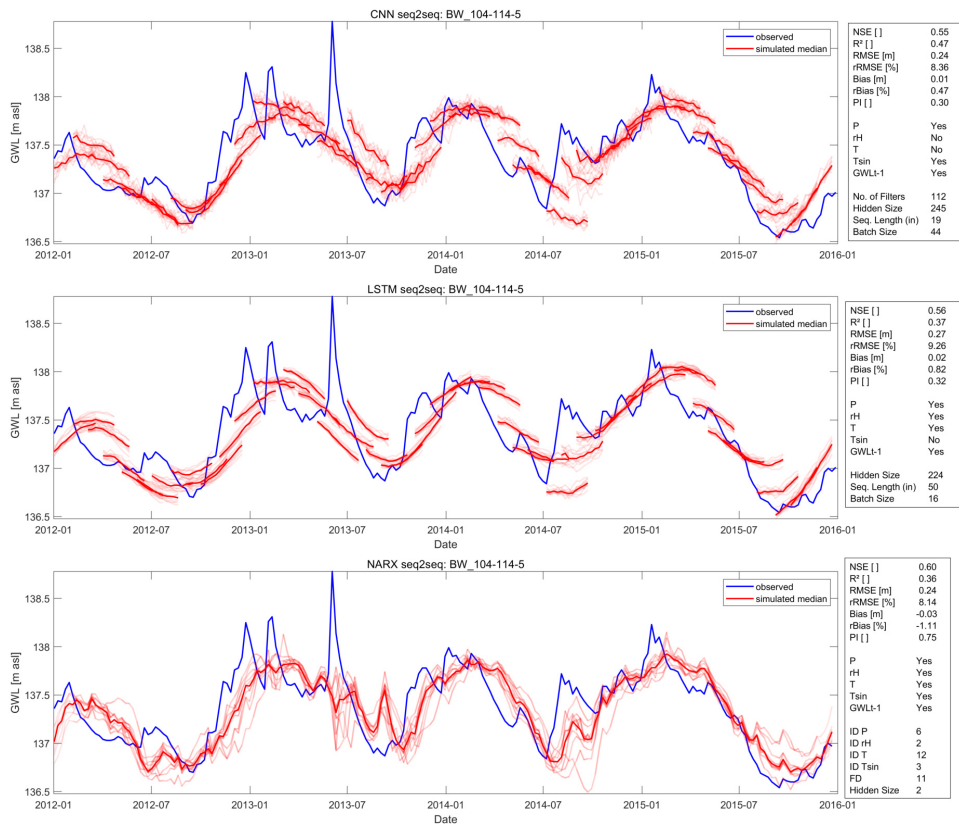 CNN seq2seq: BW_104-114-5
138.5
138
137.5
137
136.5
GWL [m asl]
observed
simulated median
2012-01 2012-07 2013-01 2013-07 2014-01 2014-07 2015-01 2015-07 2016-01
Date
NSE [ ] 0.55
R² [ ] 0.47
RMSE [m] 0.24
rRMSE [%] 8.36
Bias [m] 0.01
rBias [%] 0.47
PI [ ] 0.30
P Yes
rH No
T No
Tsin Yes
GWLt-1 Yes
No. of Filters 112
Hidden Size 245
Seq. Length (in) 19
Batch Size 44
LSTM seq2seq: BW_104-114-5
138.5
138
137.5
137
136.5
GWL [m asl]
observed
simulated median
2012-01 2012-07 2013-01 2013-07 2014-01 2014-07 2015-01 2015-07 2016-01
Date
NSE [ ] 0.56
R² [ ] 0.37
RMSE [m] 0.27
rRMSE [%] 9.26
Bias [m] 0.02
rBias [%] 0.82
PI [ ] 0.32
P Yes
rH Yes
T Yes
Tsin No
GWLt-1 Yes
Hidden Size 224
Seq. Length (in) 50
Batch Size 16
NARX seq2seq: BW_104-114-5
138.5
138
137.5
137
136.5
GWL [m asl]
observed
simulated median
2012-01 2012-07 2013-01 2013-07 2014-01 2014-07 2015-01 2015-07 2016-01
Date
NSE [ ] 0.60
R² [ ] 0.36
RMSE [m] 0.24
rRMSE [%] 8.14
Bias [m] -0.03
rBias [%] -1.11
PI [ ] 0.75
P Yes
rH Yes
T Yes
Tsin Yes
GWLt-1 Yes
ID P 6
ID rH 2
ID T 12
ID Tsin 3
FD 11
Hidden Size 2